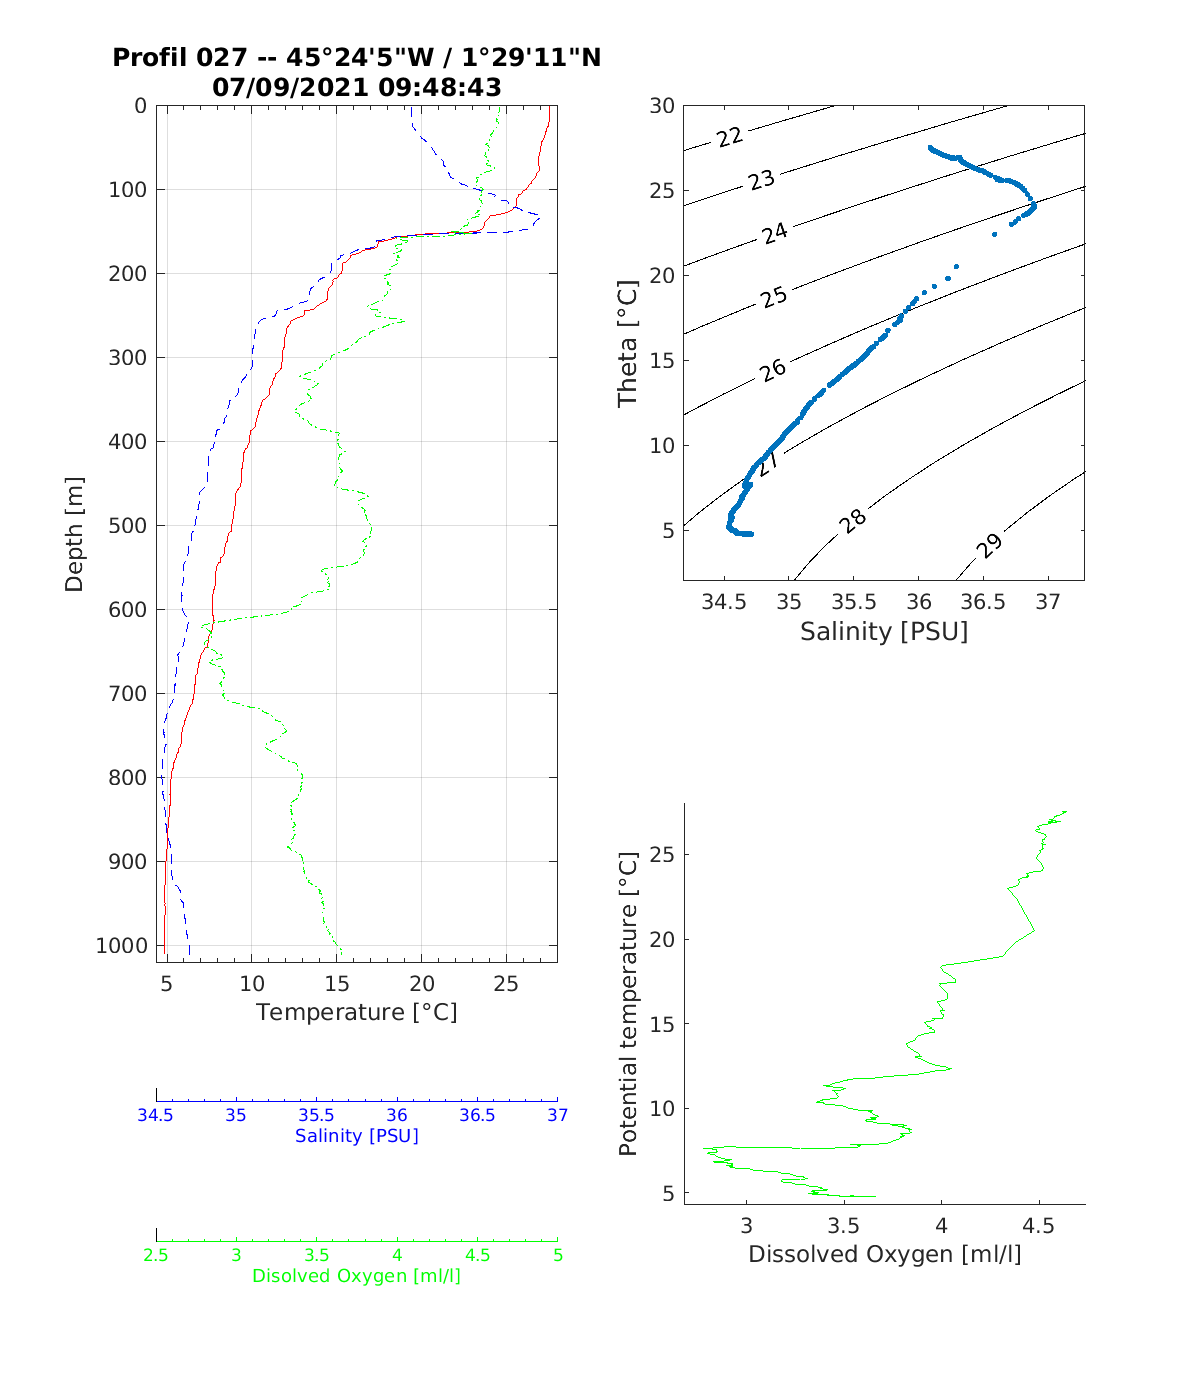 Profil 027 -- 45°24'5"W / 1°29'11"N
07/09/2021 09:48:43
0
100
200
300
400
500
600
700
800
900
1000
Depth [m]
5 10 15 20 25
Temperature [°C]
34.5 35 35.5 36 36.5 37
Salinity [PSU]
2.5 3 3.5 4 4.5 5
Disolved Oxygen [ml/l]
30
25
20
15
10
5
Theta [°C]
22
23
24
25
26
27
28
29
34.5 35 35.5 36 36.5 37
Salinity [PSU]
25
20
15
10
5
Potential temperature [°C]
3 3.5 4 4.5
Dissolved Oxygen [ml/l]